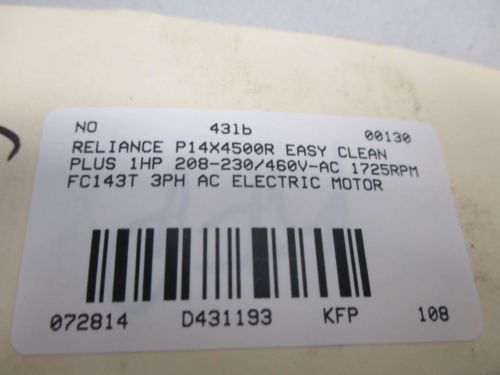 NO 431b 00130
RELIANCE P14X4500R EASY CLEAN
PLUS 1HP 208-230/460V-AC 1725RPM
FC143T 3PH AC ELECTRIC MOTOR
072814 D431193 KFP 108